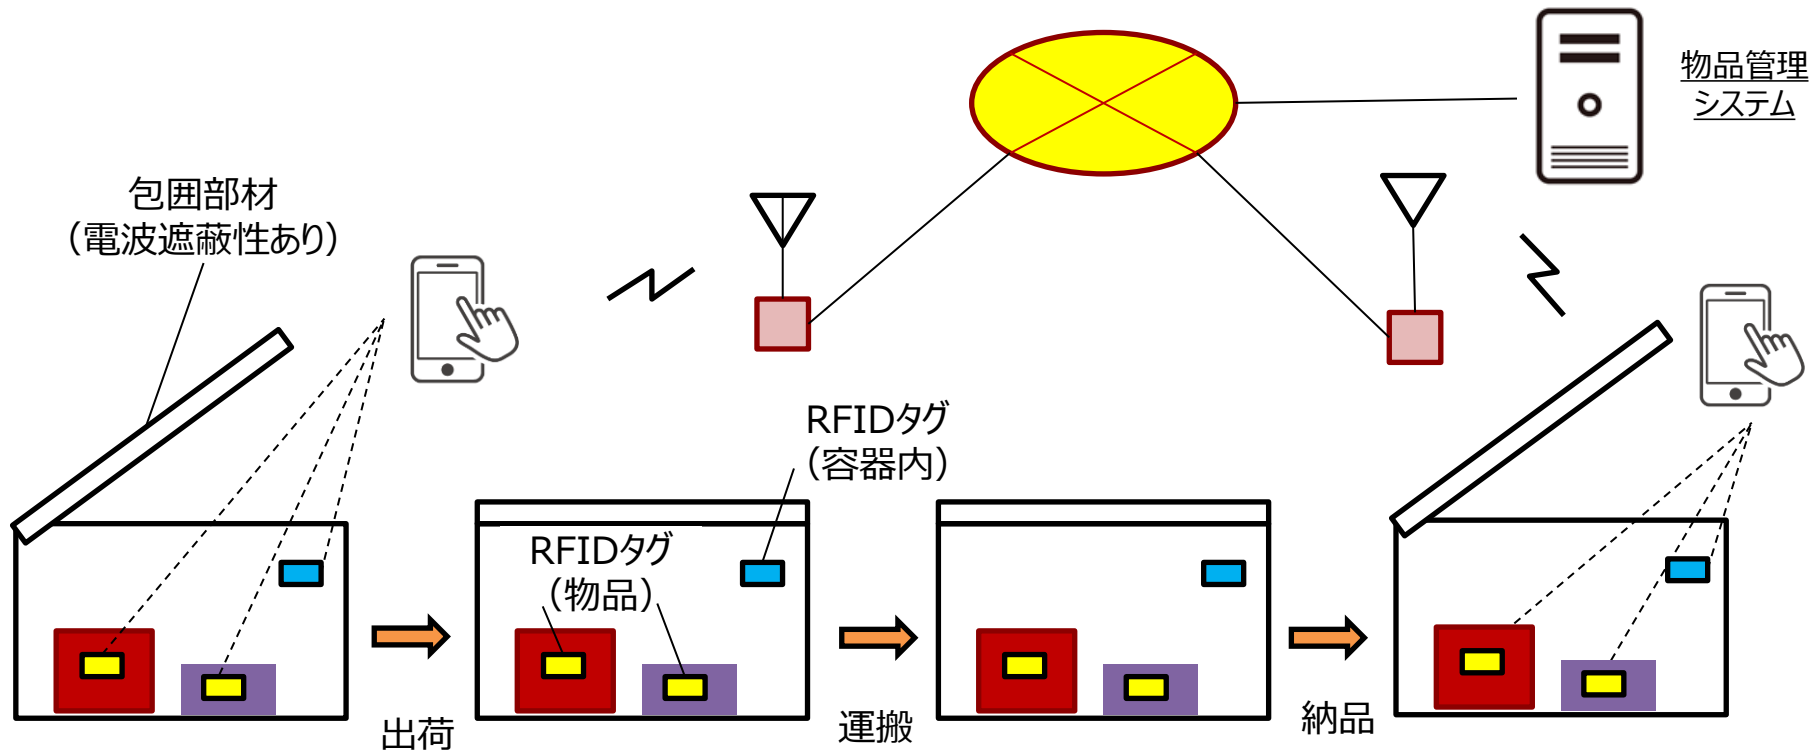 物品管理
システム
包囲部材
（電波遮蔽性あり）
RFIDタグ
（容器内）
RFIDタグ
（物品）
出荷
運搬
納品